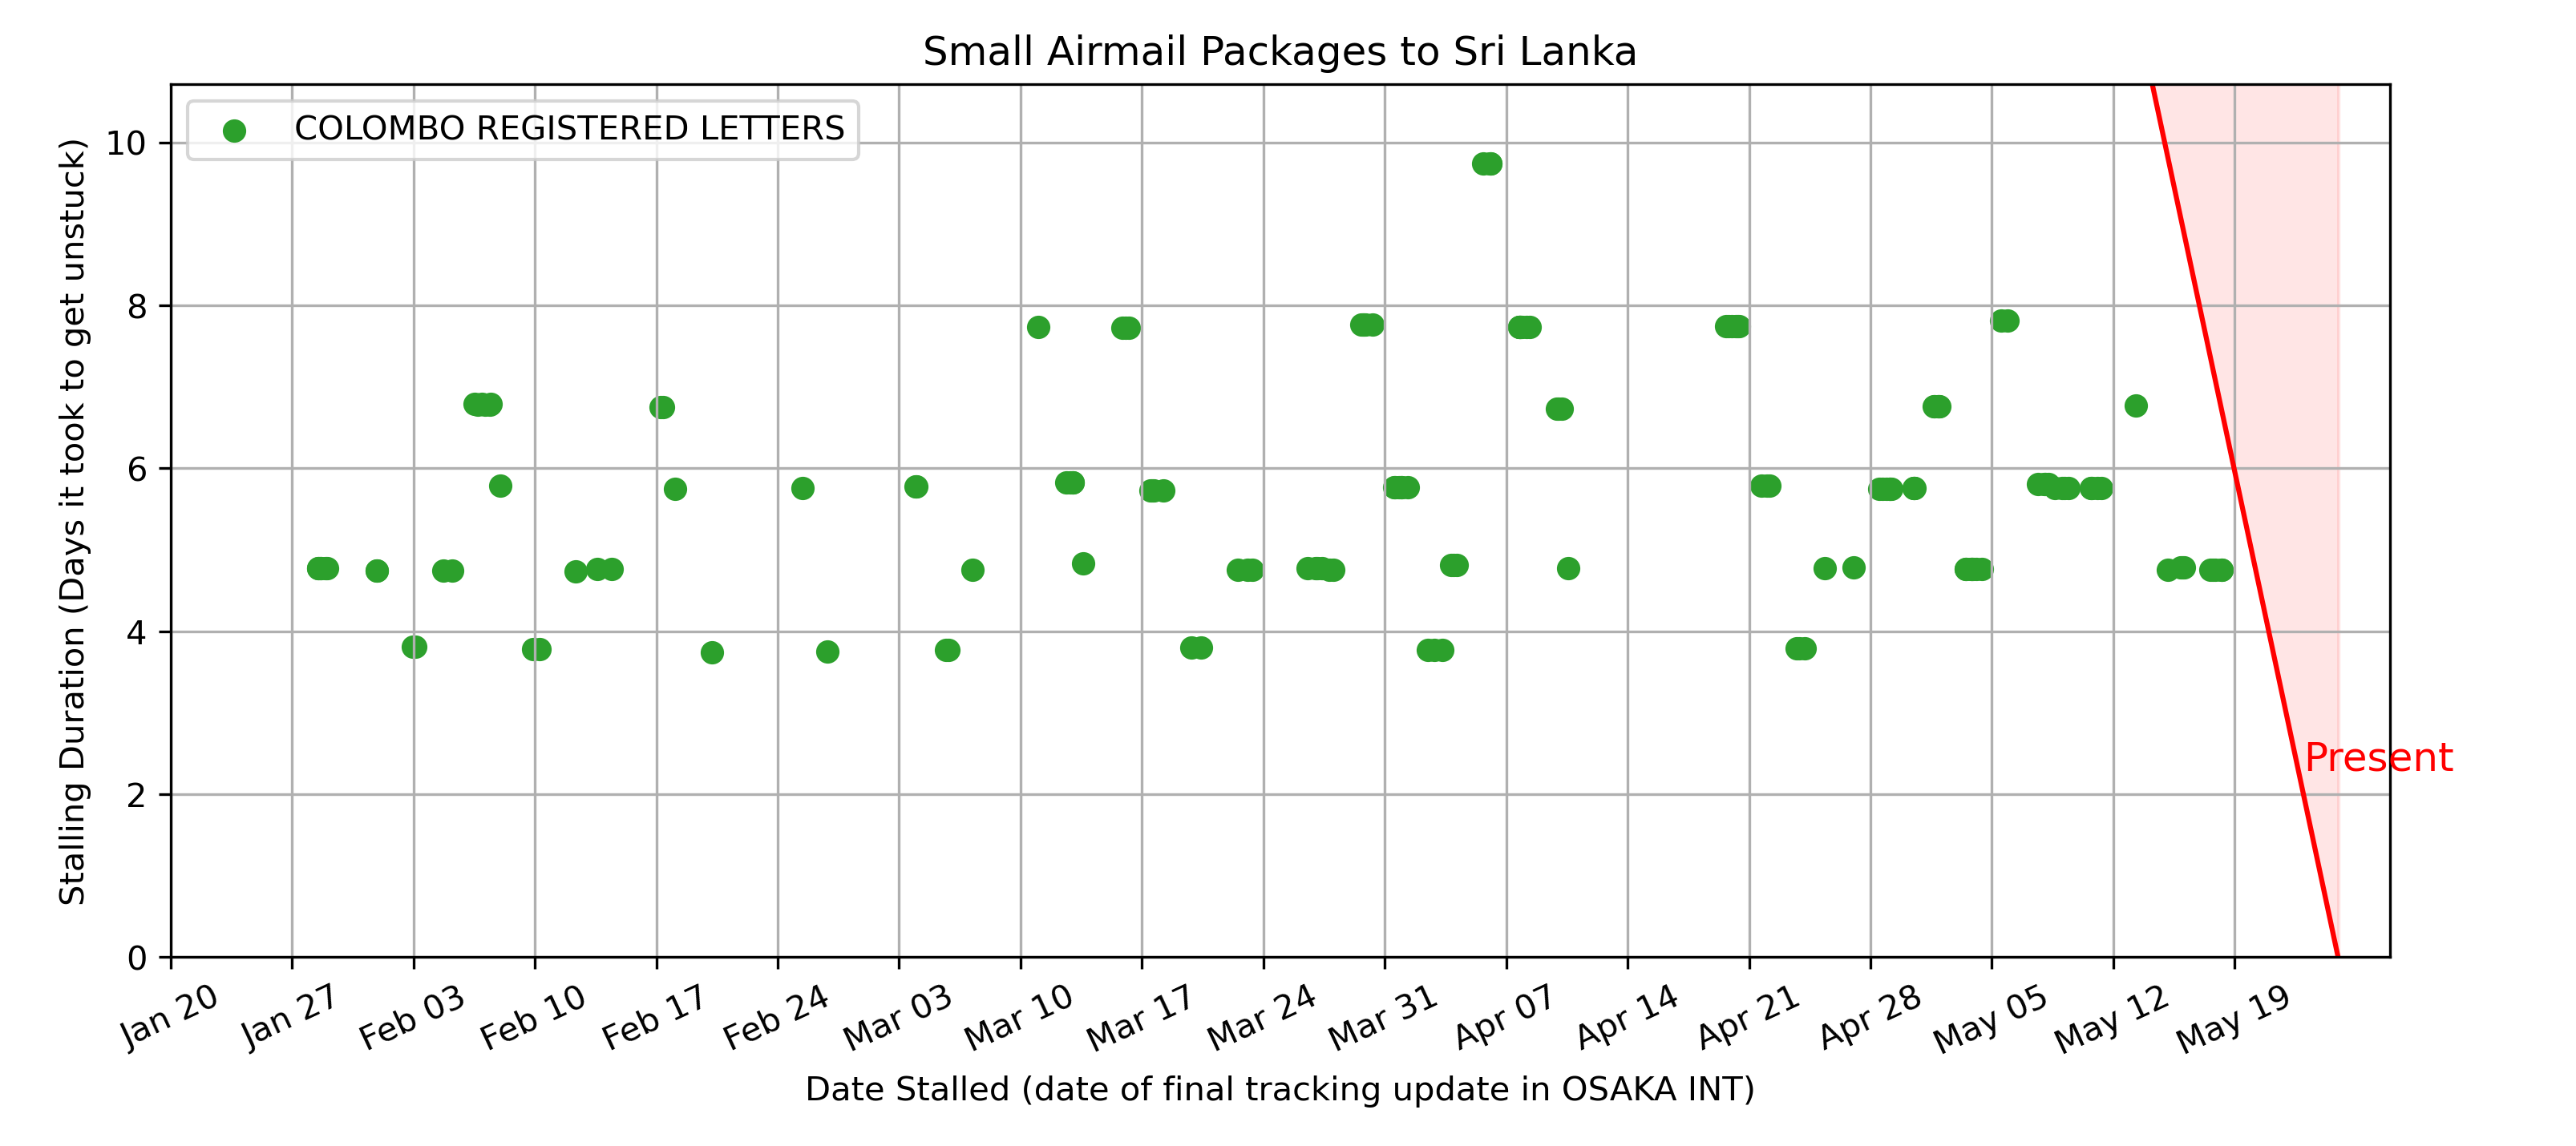 Small Airmail Packages to Sri Lanka
COLOMBO REGISTERED LETTERS
Stalling Duration (Days it took to get unstuck)
10
8
6
4
2
0
Present
Jan 20
Jan 27
Feb 03
Feb 10
Feb 17
Feb 24
Mar 03
Mar 10
Mar 17
Mar 24
Mar 31
Apr 07
Apr 14
Apr 21
Apr 28
May 05
May 12
May 19
Date Stalled (date of final tracking update in OSAKA INT)